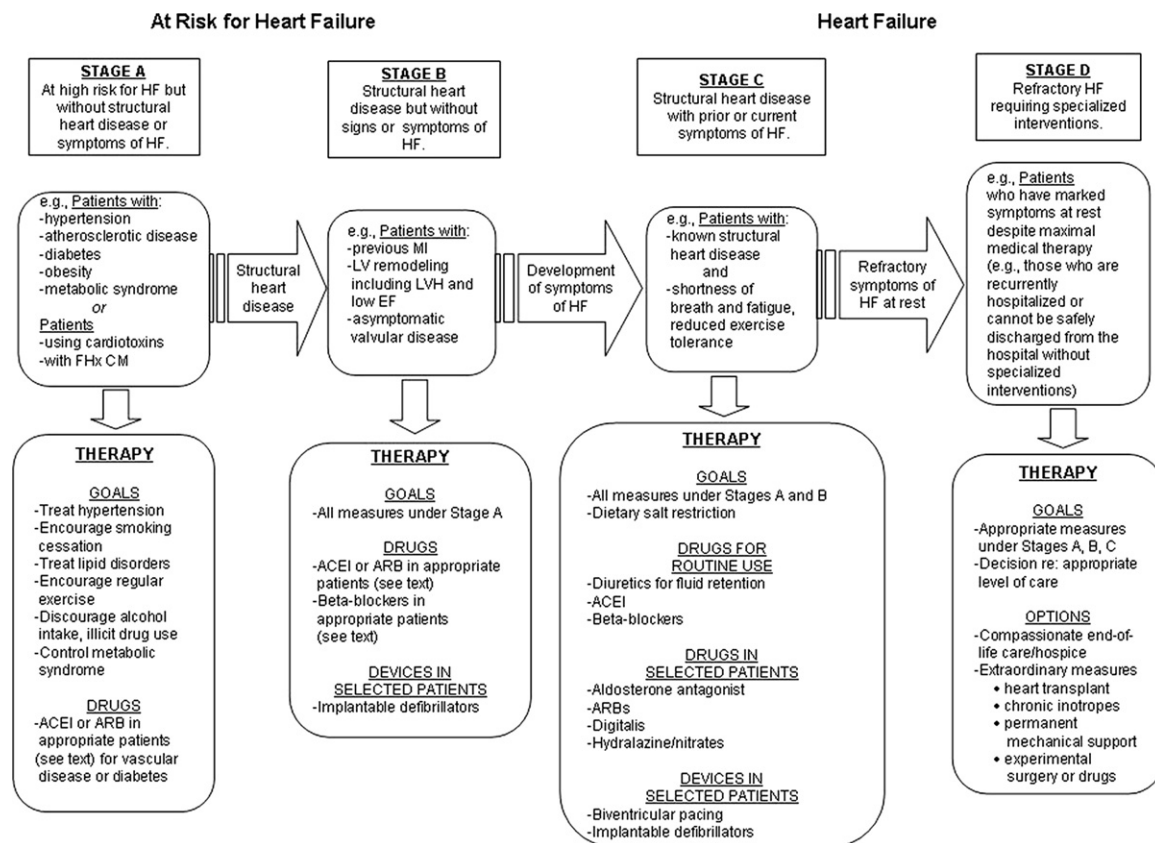 At Risk for Heart Failure
Heart Failure
STAGE A
At high risk for HF but
without structural
heart disease or
symptoms of HF.
STAGE B
Structural heart
disease but without
signs or symptoms of
HF.
STAGE C
Structural heart disease
with prior or current
symptoms of HF.
STAGE D
Refractory HF
requiring specialized
interventions.
e.g., Patients with:
-hypertension
-atherosclerotic disease
-diabetes
-obesity
-metabolic syndrome
or
Patients
-using cardiotoxins
-with FHx CM
Structural
heart
disease
e.g., Patients with:
-previous MI
-LV remodeling
including LVH and
low EF
-asymptomatic
valvular disease
Development
of symptoms
of HF
e.g., Patients with:
-known structural
heart disease
and
-shortness of
breath and fatigue,
reduced exercise
tolerance
Refractory
symptoms of
HF at rest
e.g., Patients
who have marked
symptoms at rest
despite maximal
medical therapy
(e.g., those who are
recurrently
hospitalized or
cannot be safely
discharged from the
hospital without
specialized
interventions)
THERAPY
GOALS
-Treat hypertension
-Encourage smoking
cessation
-Treat lipid disorders
-Encourage regular
exercise
-Discourage alcohol
intake, illicit drug use
-Control metabolic
syndrome
DRUGS
-ACEI or ARB in
appropriate patients
(see text) for vascular
disease or diabetes
THERAPY
GOALS
-All measures under Stage A
DRUGS
-ACEI or ARB in appropriate
patients (see text)
-Beta-blockers in
appropriate patients
(see text)
DEVICES IN
SELECTED PATIENTS
-Implantable defibrillators
THERAPY
GOALS
-All measures under Stages A and B
-Dietary salt restriction
DRUGS FOR
ROUTINE USE
-Diuretics for fluid retention
-ACEI
-Beta-blockers
DRUGS IN
SELECTED PATIENTS
-Aldosterone antagonist
-ARBs
-Digitalis
-Hydralazine/nitrates
DEVICES IN
SELECTED PATIENTS
-Biventricular pacing
-Implantable defibrillators
THERAPY
GOALS
-Appropriate measures
under Stages A, B, C
-Decision re: appropriate
level of care
OPTIONS
-Compassionate end-of-
life care/hospice
-Extraordinary measures
• heart transplant
• chronic inotropes
• permanent
mechanical support
• experimental
surgery or drugs